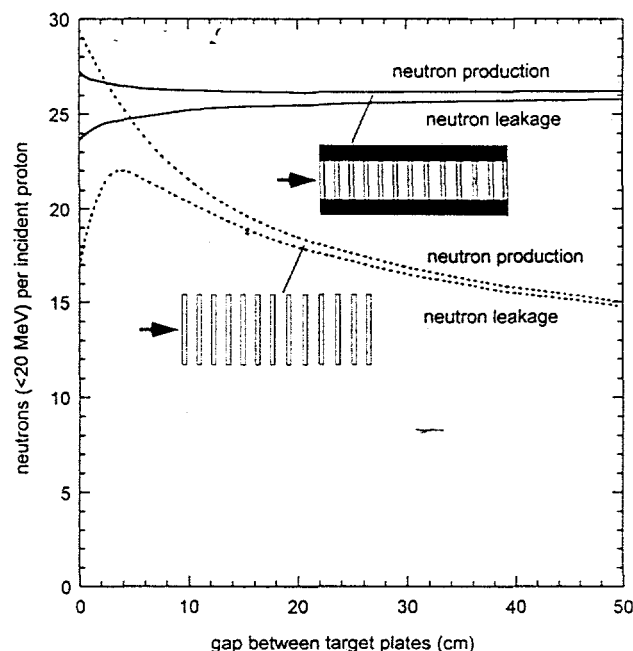 30
25
20
15
10
5
0
neutrons (<20 MeV) per incident proton
neutron production
neutron leakage
neutron production
neutron leakage
0
10
20
30
40
50
gap between target plates (cm)